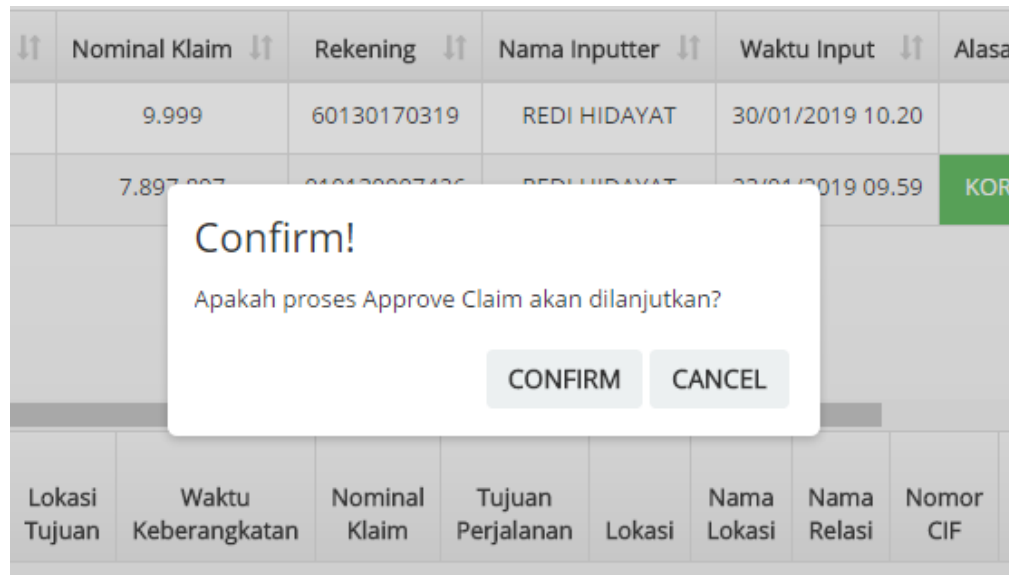 Nominal Klaim Rekening Nama Inputter Waktu Input
9.999 60130170319 REDI HIDAYAT 30/01/2019 10.20
09.59
Confirm!
Apakah proses Approve Claim akan dilanjutkan?
CONFIRM CANCEL
Lokasi Waktu Nominal Tujuan Nama Nama Nomor
Tujuan Keberangkatan Klaim Perjalanan Lokasi Lokasi Relasi CIF